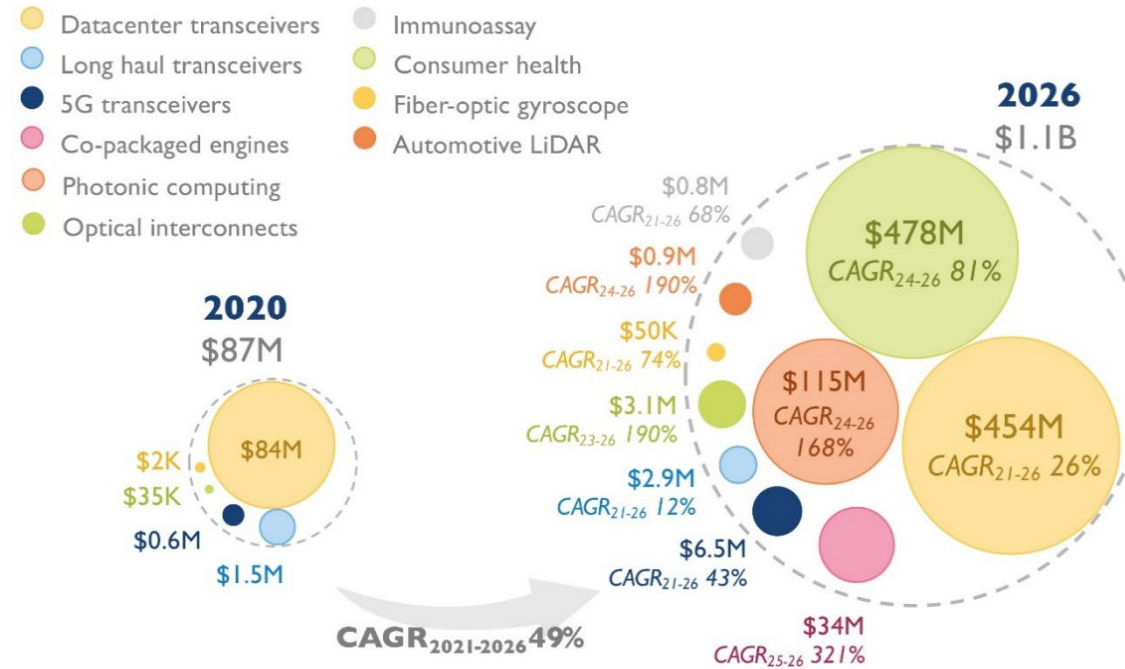 Datacenter transceivers
Long haul transceivers
5G transceivers
Co-packaged engines
Photonic computing
Optical interconnects
Immunoassay
Consumer health
Fiber-optic gyroscope
Automotive LiDAR
2020
$87M
$84M
$2K
$35K
$0.6M
$1.5M
CAGR2021-2026 49%
2026
$1.1B
$0.8M
CAGR21-26 68%
$0.9M
CAGR24-26 190%
$50K
CAGR21-26 74%
$3.1M
CAGR23-26 190%
$2.9M
CAGR21-26 12%
$6.5M
CAGR21-26 43%
$34M
CAGR25-26 321%
$478M
CAGR24-26 81%
$115M
CAGR24-26
168%
$454M
CAGR21-26 26%